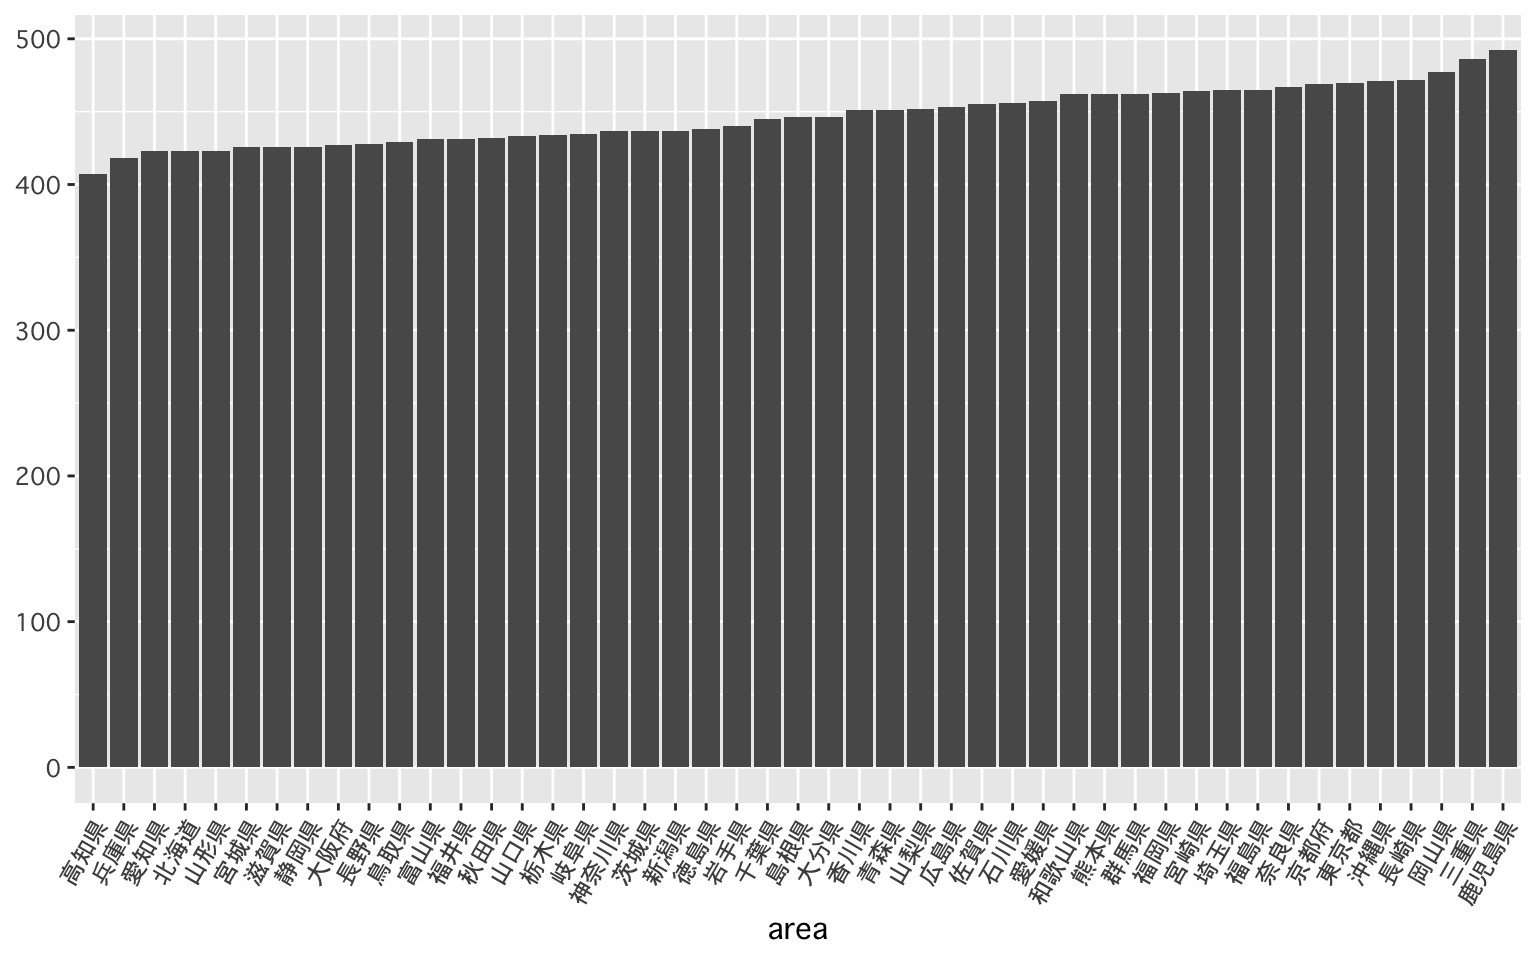 500
400
300
200
100
0
高知県
兵庫県
愛知県
北海道
山形県
宮城県
滋賀県
静岡県
大阪府
長野県
鳥取県
富山県
福井県
秋田県
山口県
栃木県
岐阜県
神奈川県
茨城県
新潟県
徳島県
岩手県
千葉県
島根県
大分県
香川県
青森県
山梨県
広島県
佐賀県
石川県
愛媛県
和歌山県
熊本県
群馬県
福岡県
宮崎県
埼玉県
福島県
奈良県
京都府
東京都
沖縄県
長崎県
岡山県
三重県
鹿児島県
area